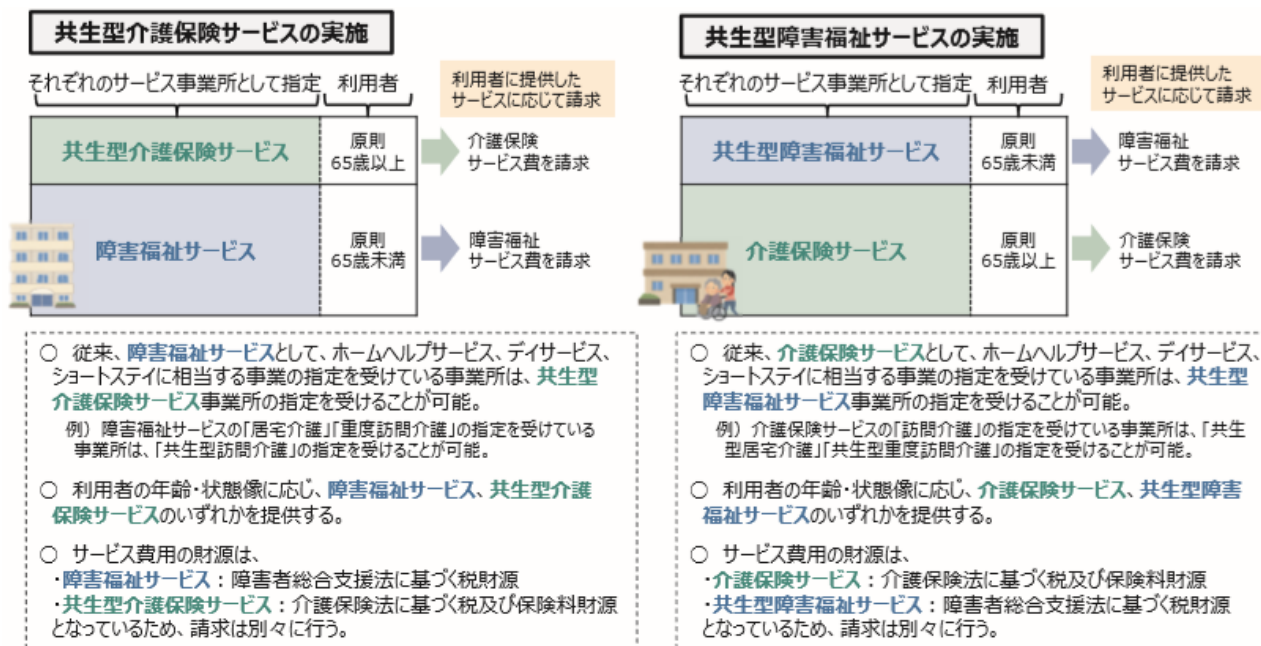 共生型介護保険サービスの実施
それぞれのサービス事業所として指定
利用者
利用者に提供した
サービスに応じて請求
共生型介護保険サービス
原則
65歳以上
介護保険
サービス費を請求
障害福祉サービス
原則
65歳未満
障害福祉
サービス費を請求
○ 従来、障害福祉サービスとして、ホームヘルプサービス、デイサービス、
ショートステイに相当する事業の指定を受けている事業所は、共生型
介護保険サービス事業所の指定を受けることが可能。
例）障害福祉サービスの「居宅介護」「重度訪問介護」の指定を受けている
事業所は、「共生型訪問介護」の指定を受けることが可能。
○ 利用者の年齢・状態像に応じ、障害福祉サービス、共生型介護
保険サービスのいずれかを提供する。
○ サービス費用の財源は、
・障害福祉サービス：障害者総合支援法に基づく税財源
・共生型介護保険サービス：介護保険法に基づく税及び保険料財源
となっているため、請求は別々に行う。
共生型障害福祉サービスの実施
それぞれのサービス事業所として指定
利用者
利用者に提供した
サービスに応じて請求
共生型障害福祉サービス
原則
65歳未満
障害福祉
サービス費を請求
介護保険サービス
原則
65歳以上
介護保険
サービス費を請求
○ 従来、介護保険サービスとして、ホームヘルプサービス、デイサービス、
ショートステイに相当する事業の指定を受けている事業所は、共生型
障害福祉サービス事業所の指定を受けることが可能。
例）介護保険サービスの「訪問介護」の指定を受けている事業所は、「共生
型居宅介護」「共生型重度訪問介護」の指定を受けることが可能。
○ 利用者の年齢・状態像に応じ、介護保険サービス、共生型障害
福祉サービスのいずれかを提供する。
○ サービス費用の財源は、
・介護保険サービス：介護保険法に基づく税及び保険料財源
・共生型障害福祉サービス：障害者総合支援法に基づく税財源
となっているため、請求は別々に行う。